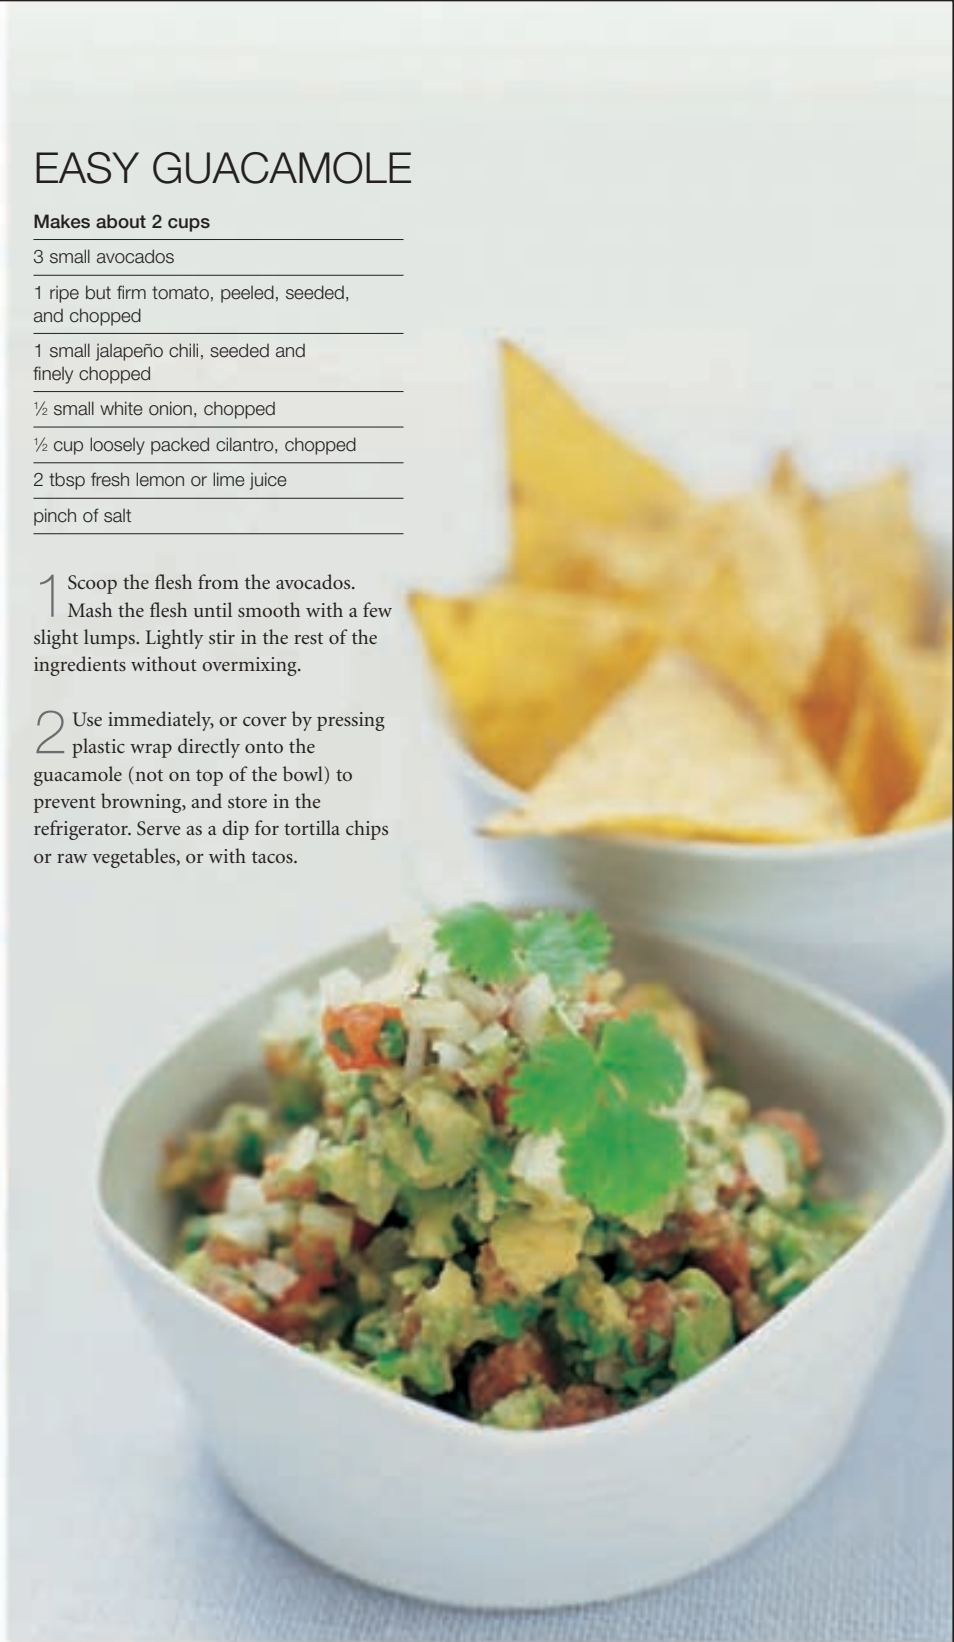 EASY GUACAMOLE
Makes about 2 cups
3 small avocados
1 ripe but firm tomato, peeled, seeded,
and chopped
1 small jalapeño chili, seeded and
finely chopped
½ small white onion, chopped
½ cup loosely packed cilantro, chopped
2 tbsp fresh lemon or lime juice
pinch of salt
1 Scoop the flesh from the avocados.
Mash the flesh until smooth with a few
slight lumps. Lightly stir in the rest of the
ingredients without overmixing.
2 Use immediately, or cover by pressing
plastic wrap directly onto the
guacamole (not on top of the bowl) to
prevent browning, and store in the
refrigerator. Serve as a dip for tortilla chips
or raw vegetables, or with tacos.